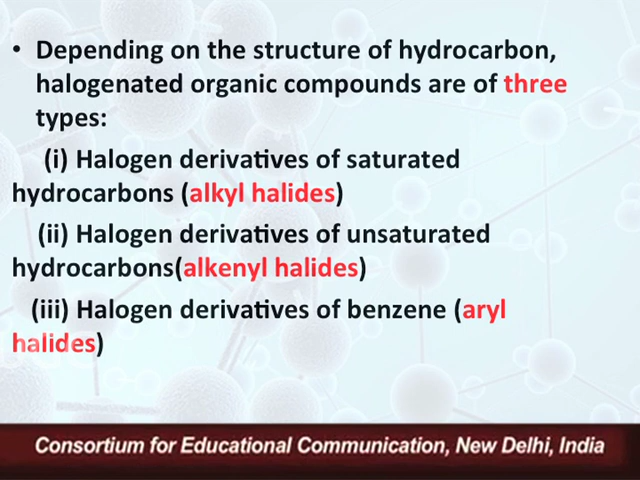 • Depending on the structure of hydrocarbon,
halogenated organic compounds are of three
types:
(i) Halogen derivatives of saturated
hydrocarbons (alkyl halides)
(ii) Halogen derivatives of unsaturated
hydrocarbons(alkenyl halides)
(iii) Halogen derivatives of benzene (aryl
halides)
Consortium for Educational Communication, New Delhi, India